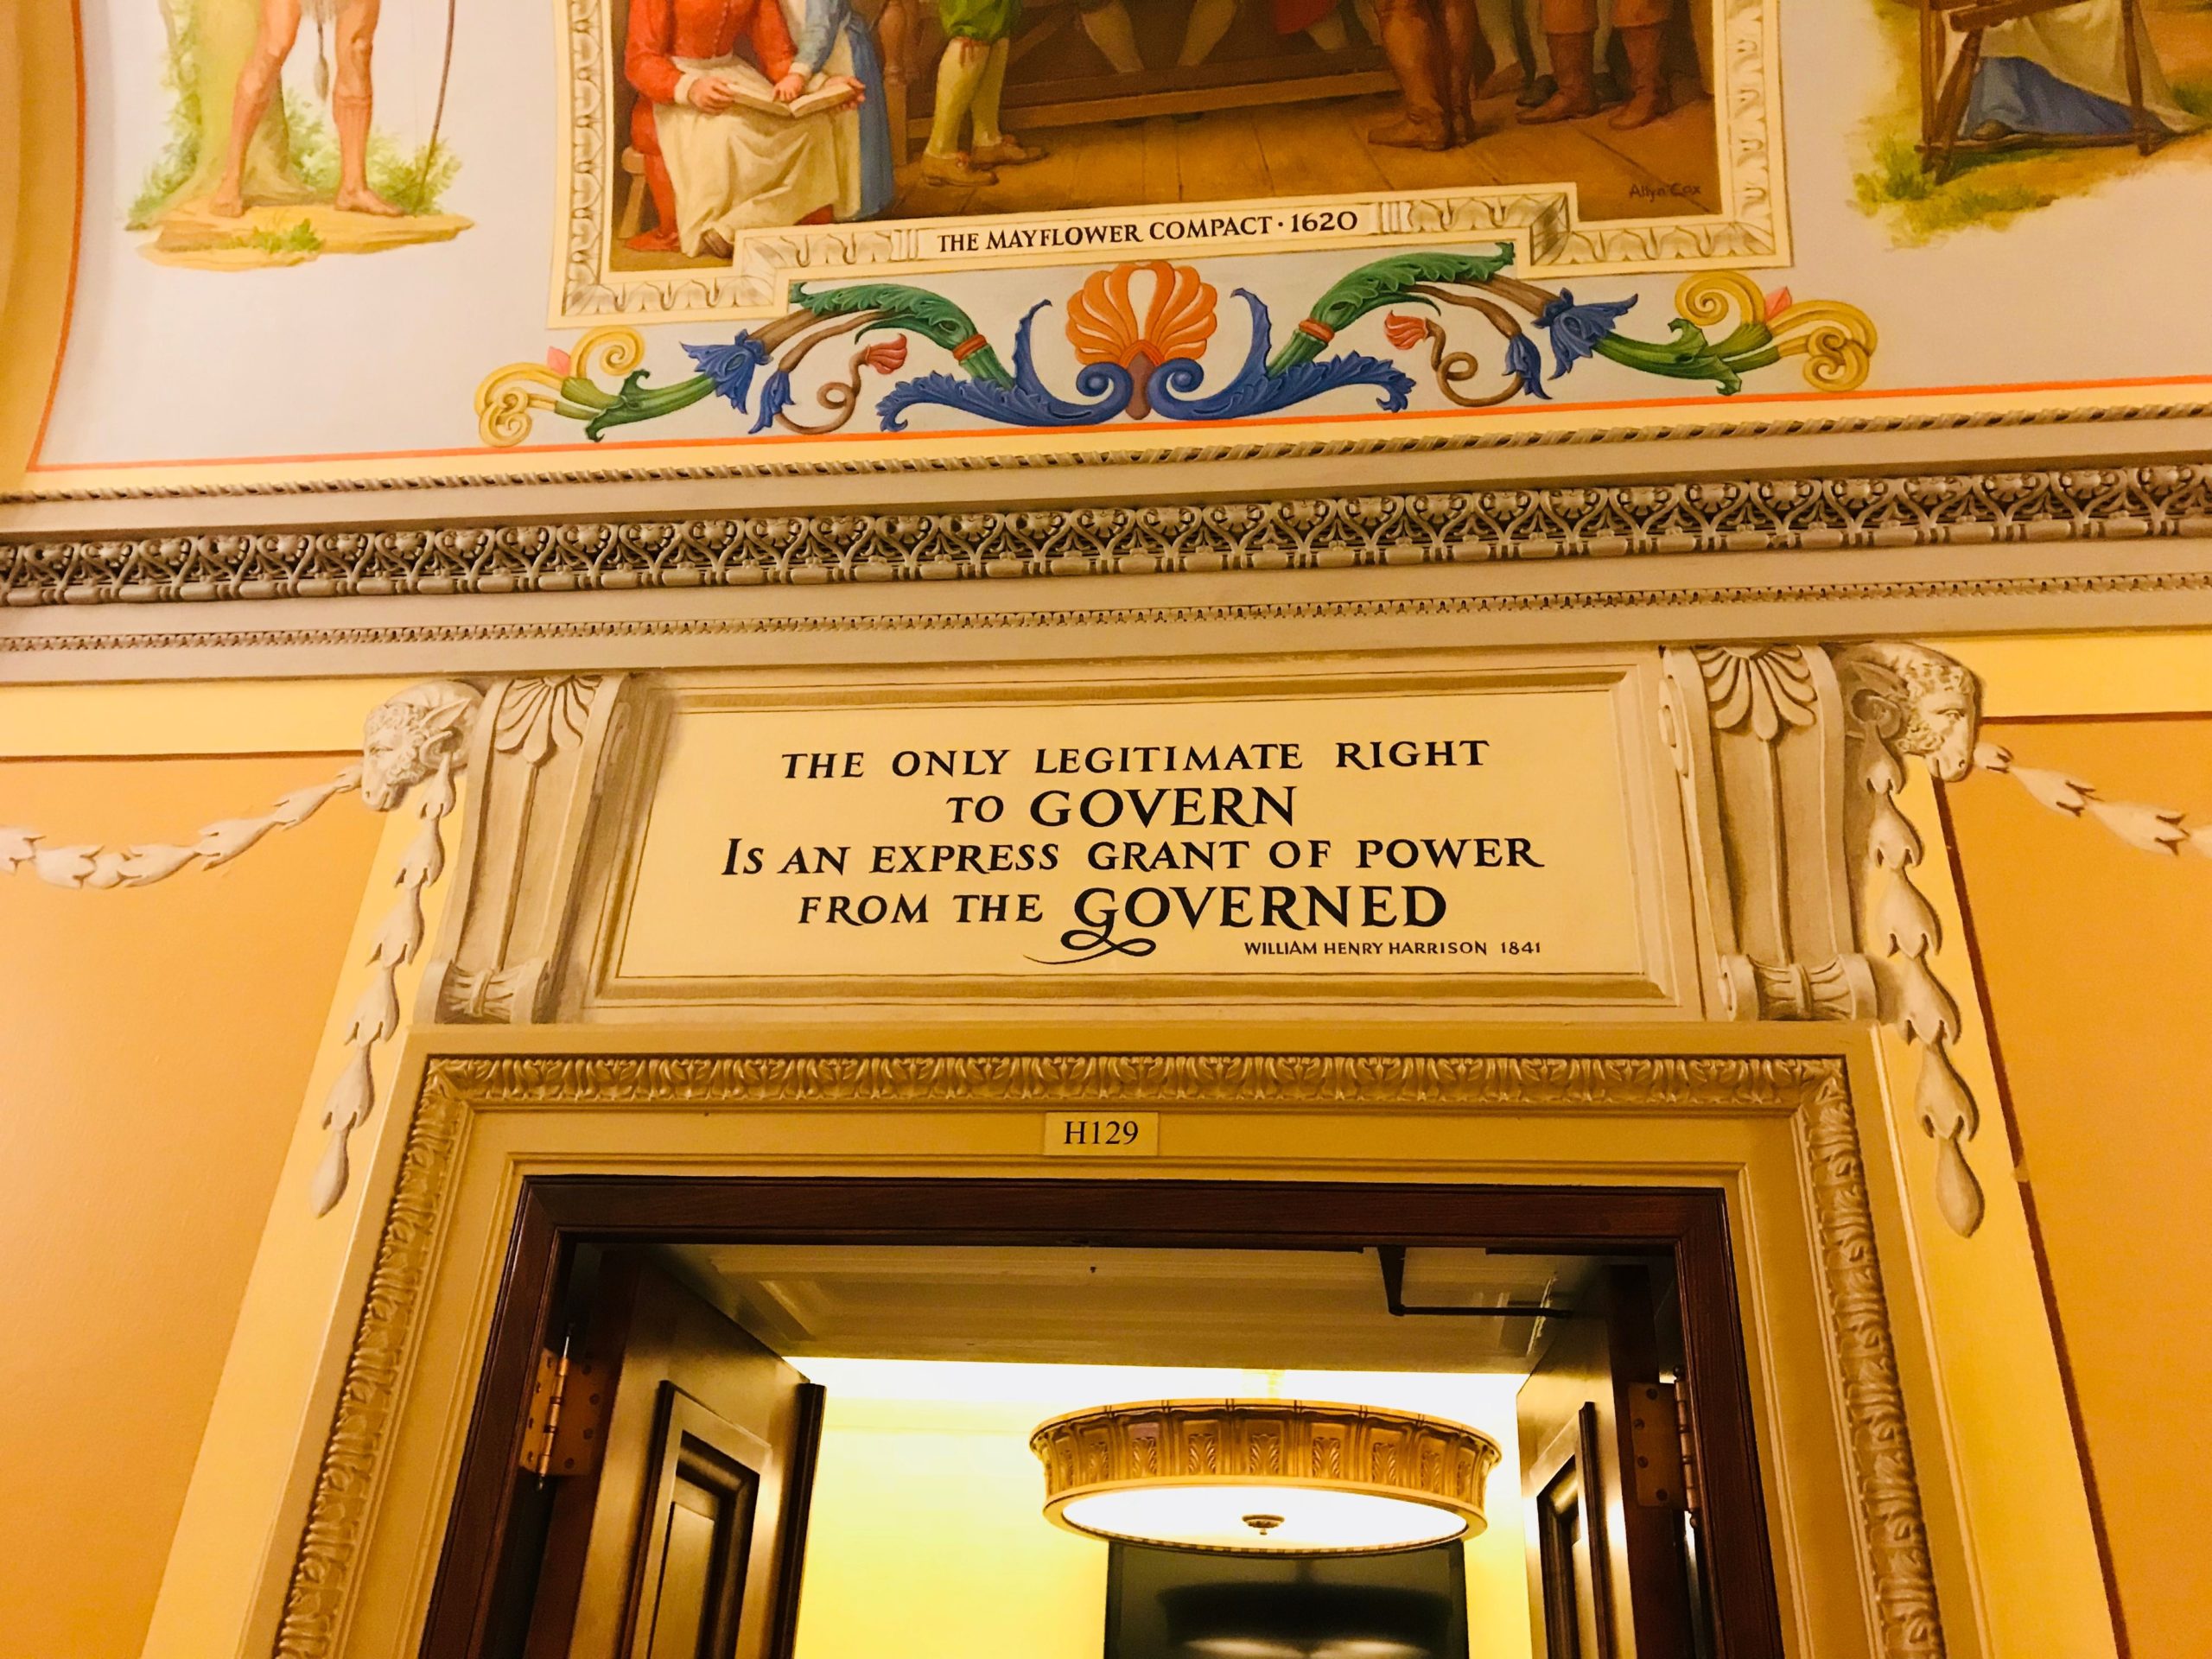 Allyn Cox
THE MAYFLOWER COMPACT · 1620
THE ONLY LEGITIMATE RIGHT
TO GOVERN
IS AN EXPRESS GRANT OF POWER
FROM THE GOVERNED
WILLIAM HENRY HARRISON 1841
H129